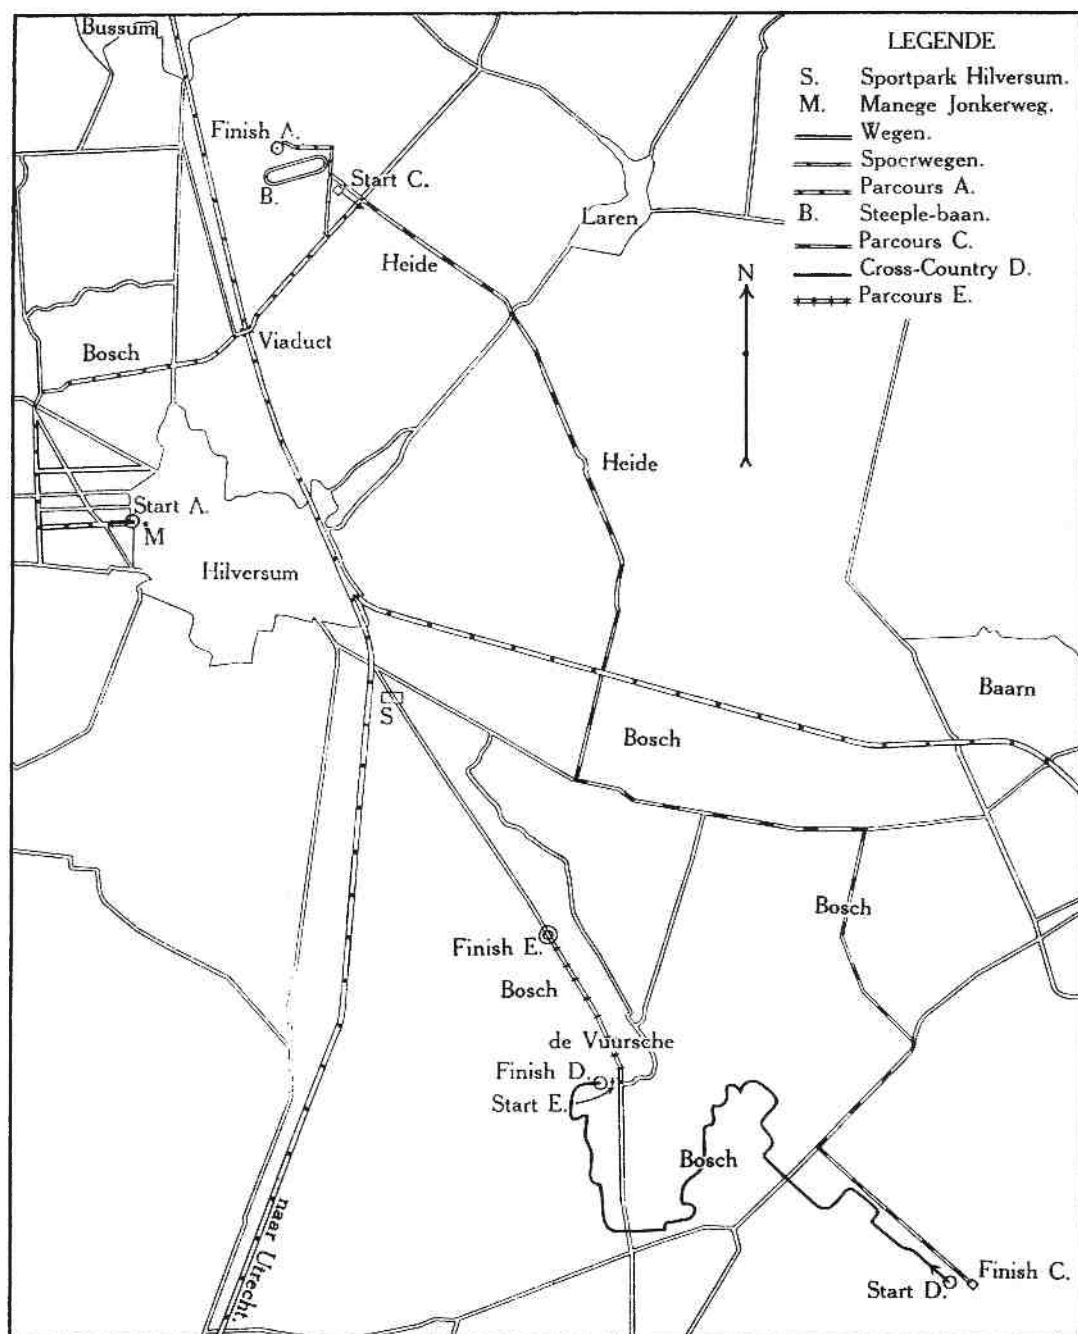 Bussum
LEGENDE
S. Sportpark Hilversum.
M. Manege Jonkerweg.
Wegen.
Spoorwegen.
Parcours A.
B. Steeple-baan.
Parcours C.
Cross-Country D.
Parcours E.
Finish A.
B.
Start C.
Laren
Heide
N
Viaduct
Bosch
Heide
Start A.
M
Hilversum
Baarn
S
Bosch
Bosch
Finish E.
Bosch
de Vuursche
Finish D.
Start E.
Bosch
naar Utrecht.
Start D.
Finish C.